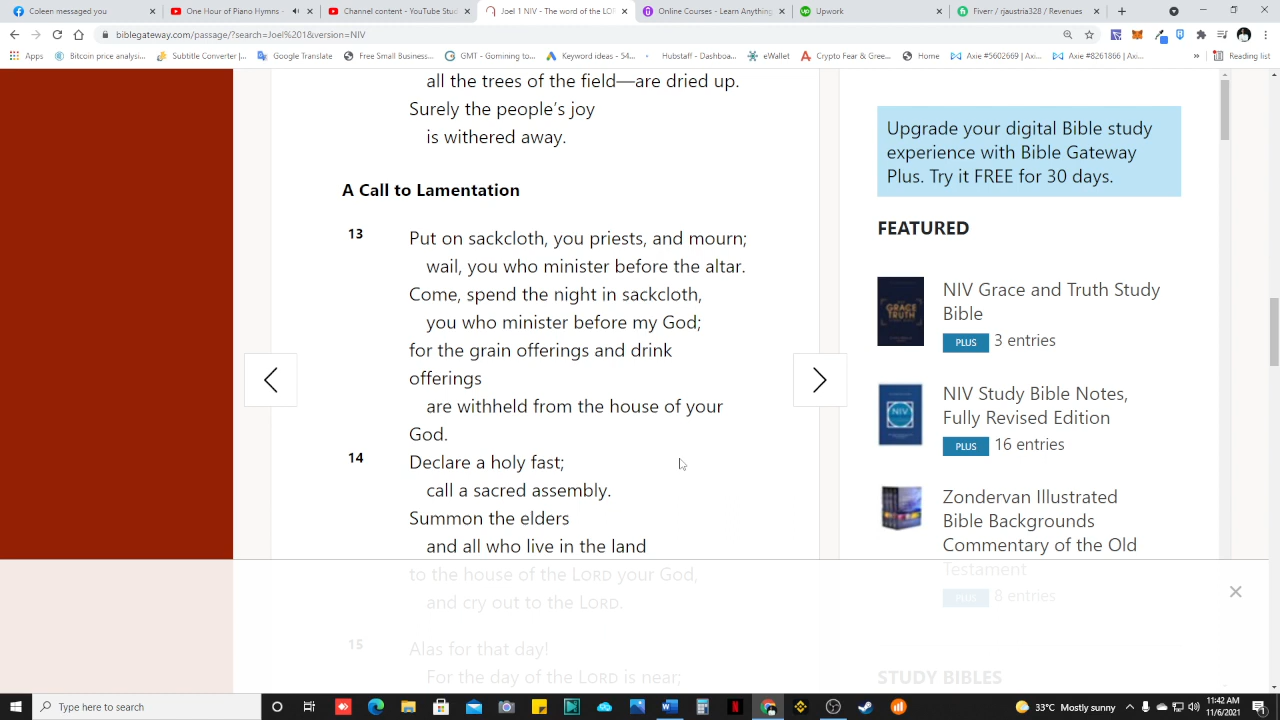 Coleen messaged you
One Hour of Piano Hymns -
Channel content - YouTube Stud
Joel 1 NIV - The word of the LOR
Online Courses - Learn Anything
Upwork
Fiverr / rjaustria328 / Revenues
biblegateway.com/passage/?search=Joel%201&version=NIV
Apps
Bitcoin price analysi...
Subtitle Converter |...
Google Translate
Free Small Business...
GMT - Gornining to...
Keyword ideas - 54...
Hubstaff - Dashboa...
eWallet
Crypto Fear & Gree...
Home
Axie #5602669 | Axi...
Axie #8261866 | Axi...
»
Reading list
all the trees of the field—are dried up.
Surely the people's joy
is withered away.
A Call to Lamentation
13 Put on sackcloth, you priests, and mourn;
wail, you who minister before the altar.
Come, spend the night in sackcloth,
you who minister before my God;
for the grain offerings and drink
offerings
are withheld from the house of your
God.
14 Declare a holy fast;
call a sacred assembly.
Summon the elders
and all who live in the land
to the house of the LORD your God,
and cry out to the LORD.
15 Alas for that day!
For the day of the LORD is near;
Upgrade your digital Bible study
experience with Bible Gateway
Plus. Try it FREE for 30 days.
FEATURED
NIV Grace and Truth Study
Bible
PLUS 3 entries
NIV Study Bible Notes,
Fully Revised Edition
PLUS 16 entries
Zondervan Illustrated
Bible Backgrounds
Commentary of the Old
Testament
PLUS 8 entries
STUDY BIBLES
Type here to search
33°C Mostly sunny
11:42 AM
11/6/2021